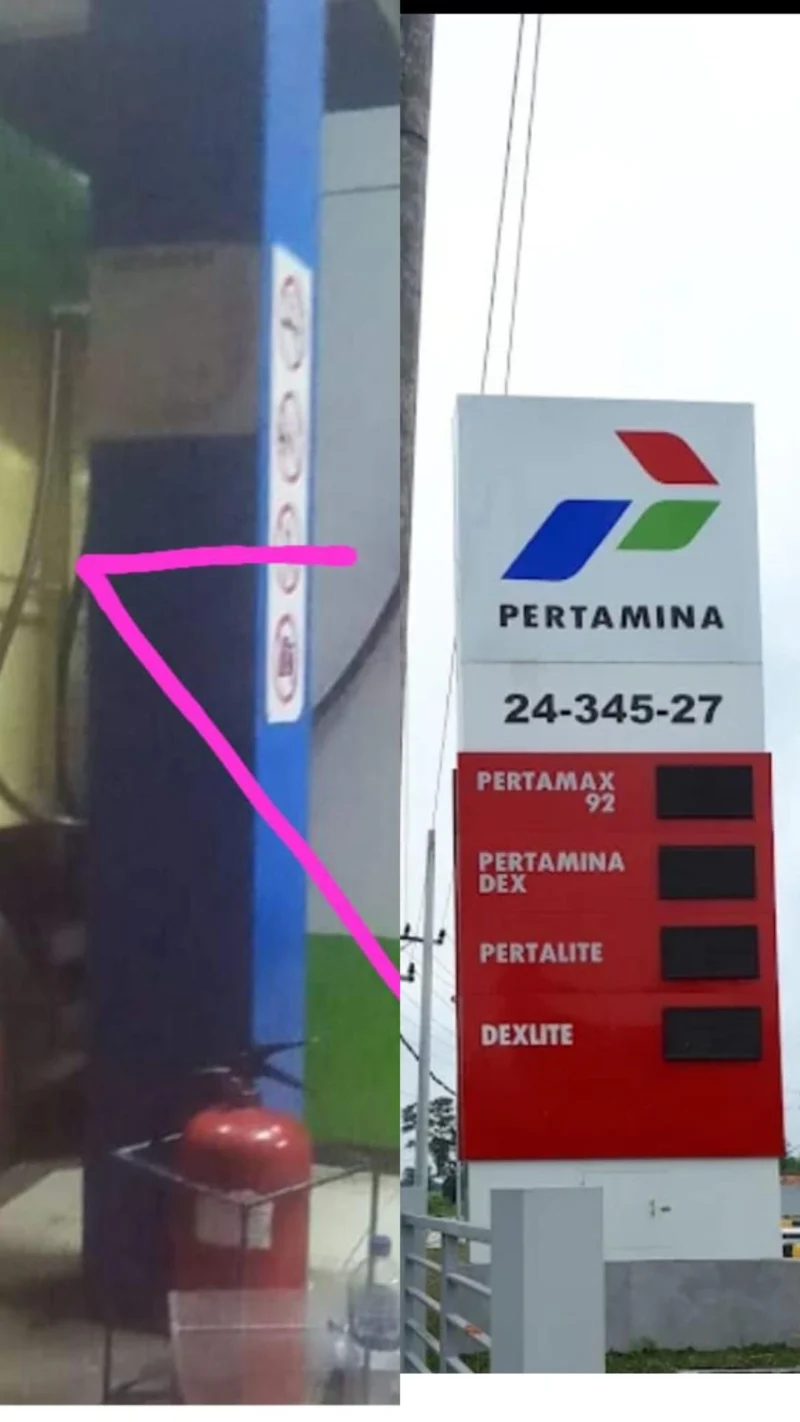 PERTAMINA
24-345-27
PERTAMAX
92
PERTAMINA
DEX
PERTALITE
DEXLITE